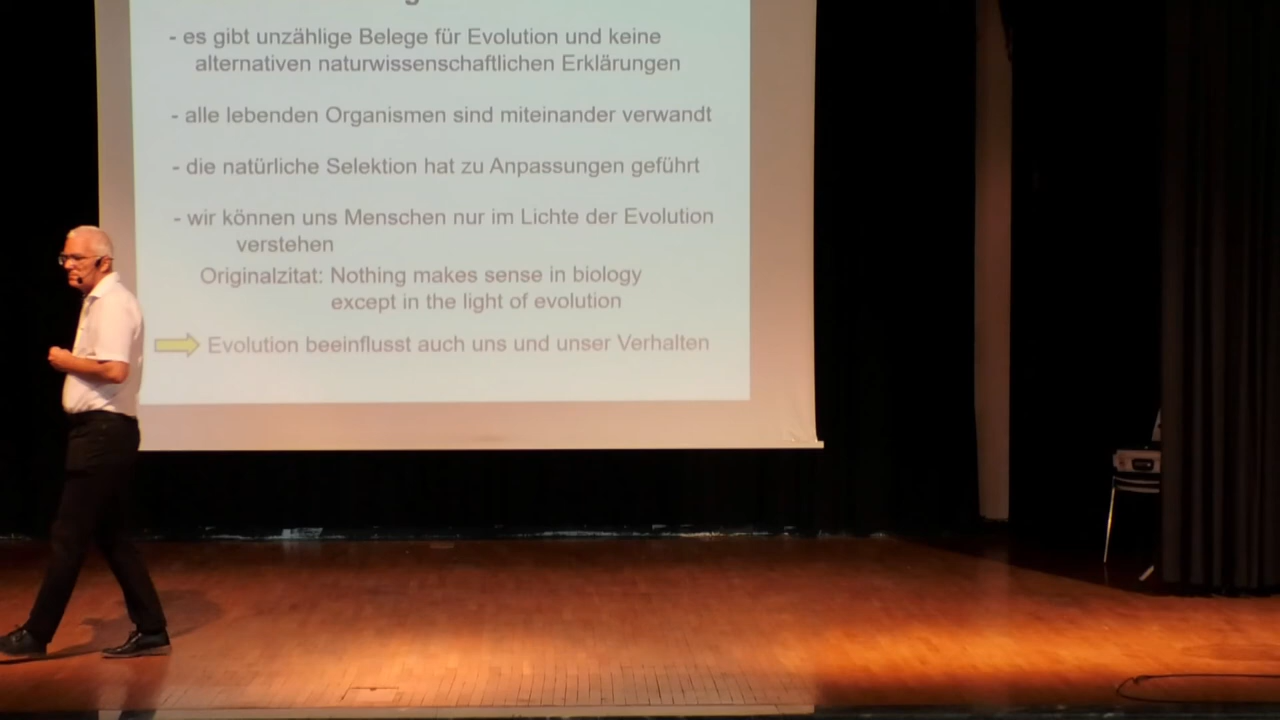 - es gibt unzählige Belege für Evolution und keine
alternativen naturwissenschaftlichen Erklärungen
- alle lebenden Organismen sind miteinander verwandt
- die natürliche Selektion hat zu Anpassungen geführt
- wir können uns Menschen nur im Lichte der Evolution
verstehen
Originalzitat: Nothing makes sense in biology
except in the light of evolution
Evolution beeinflusst auch uns und unser Verhalten